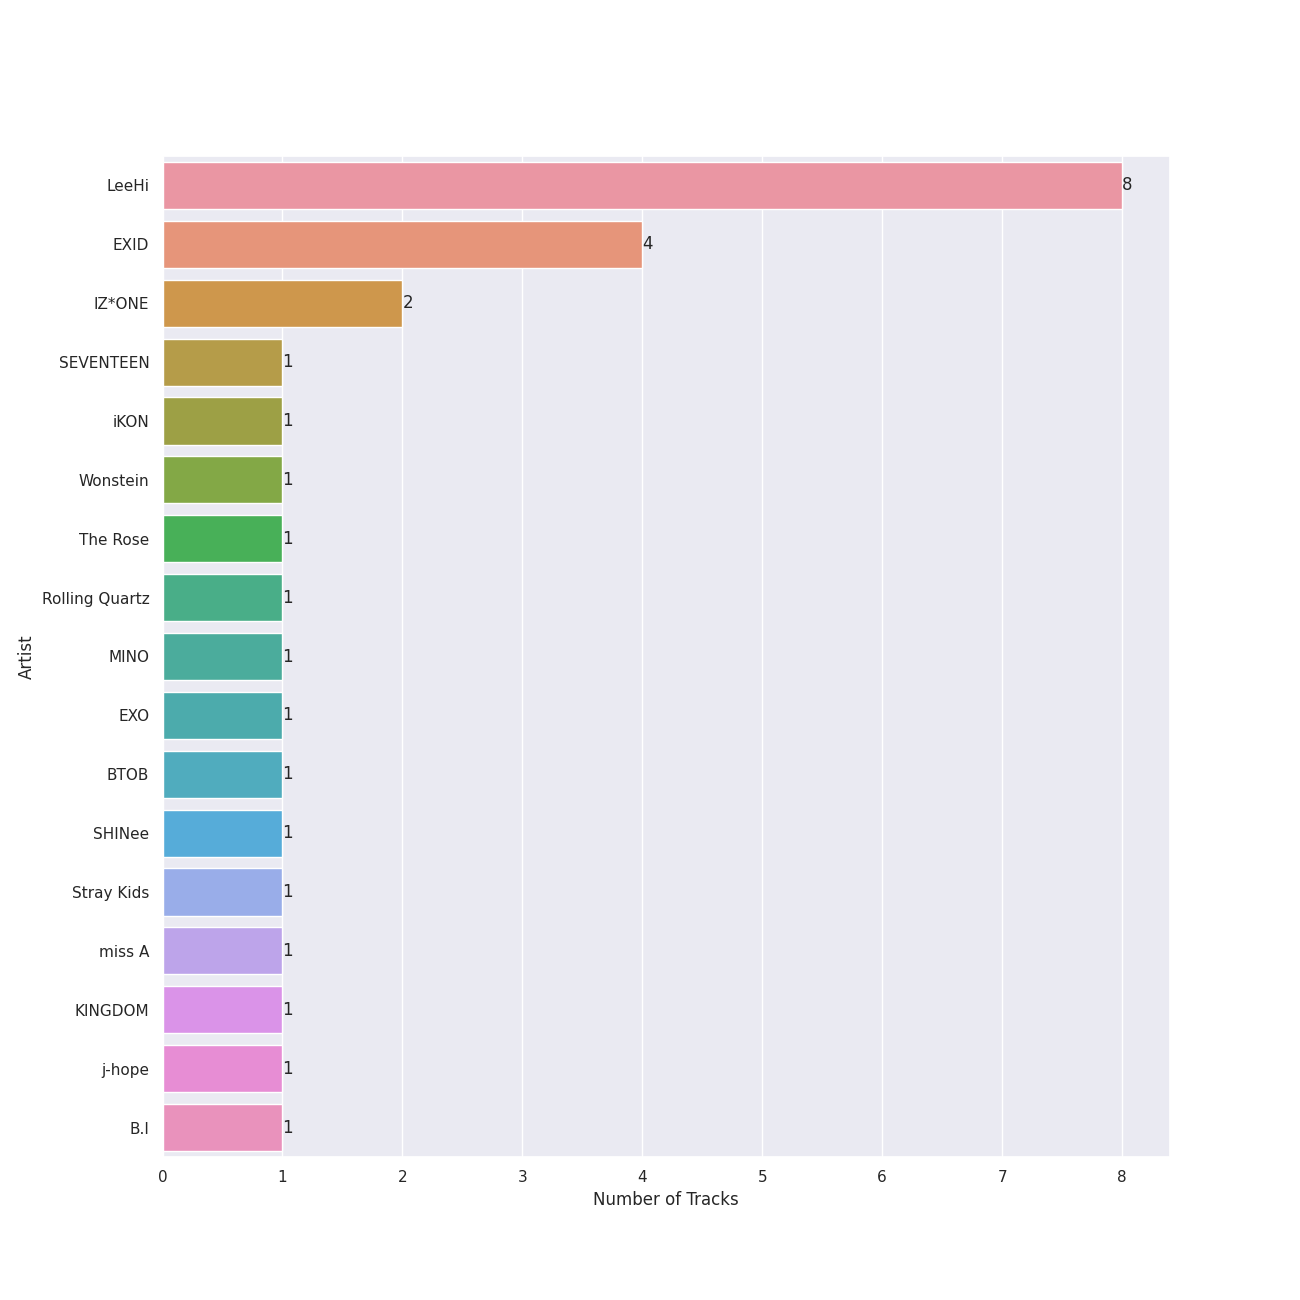 LeeHi 8
EXID 4
IZ*ONE 2
SEVENTEEN 1
iKON 1
Wonstein 1
The Rose 1
Rolling Quartz 1
MINO 1
EXO 1
BTOB 1
SHINee 1
Stray Kids 1
miss A 1
KINGDOM 1
j-hope 1
B.I 1
Artist
0 1 2 3 4 5 6 7 8
Number of Tracks